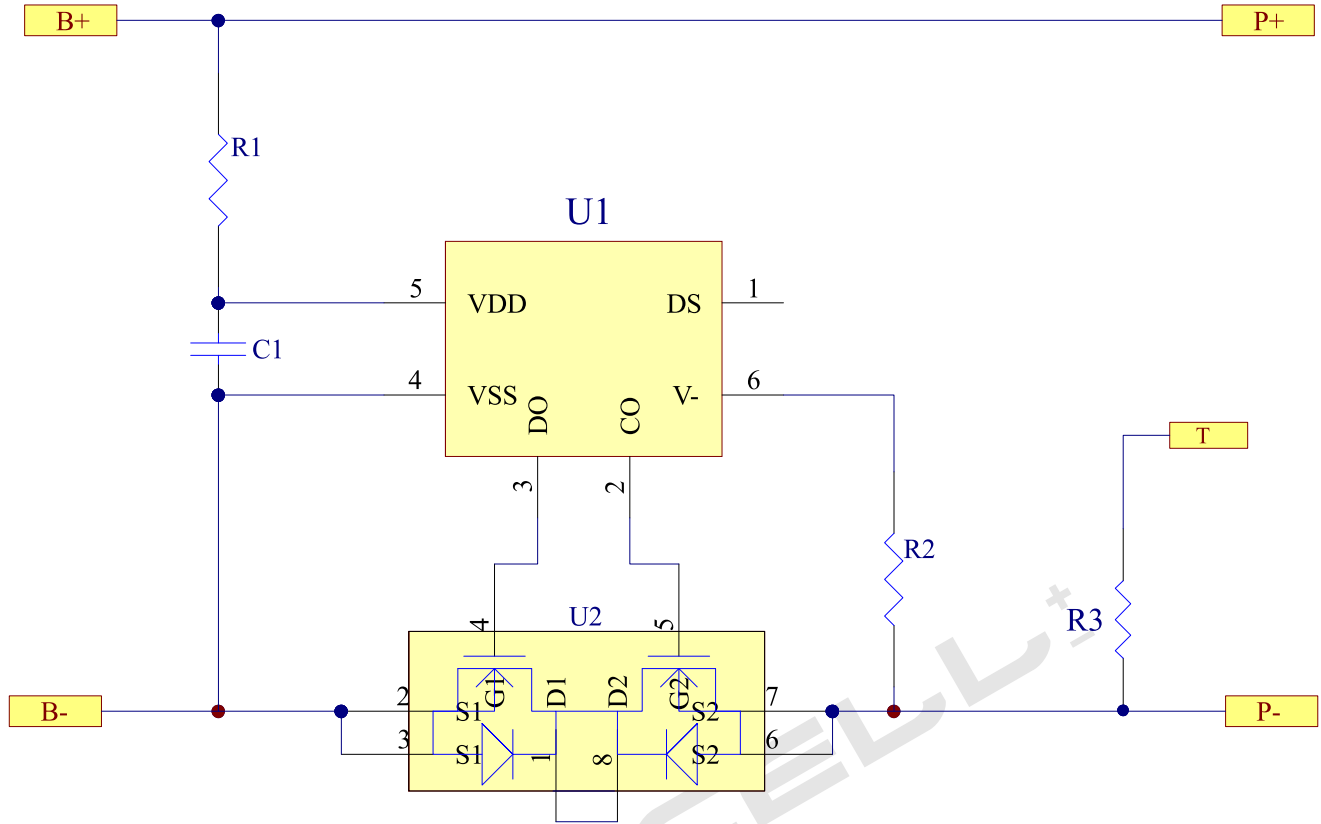 B+
P+
R1
U1
5
VDD
DS
1
C1
4
VSS
DO
CO
V-
6
T
3
2
R2
R3
U2
4
5
2
G1
D1
D2
G2
7
B-
S1
S2
P-
3
S1
1
8
S2
6
CELL±